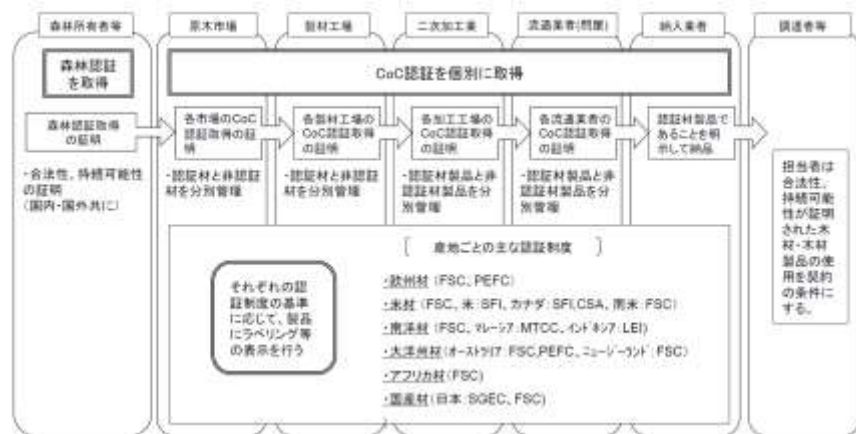 森林所有者等
原木市場
製材工場
二次加工業
流通業者(問屋)
納入業者
調達者等
森林認証
を取得
CoC認証を個別に取得
森林認証取得
の証明
各市場のCoC
認証取得の証
明
各製材工場の
CoC認証取得
の証明
各加工工場の
CoC認証取得
の証明
各流通業者の
CoC認証取得
の証明
認証材製品で
あることを明
示して納品
・合法性、持続可能性
の証明
(国内・国外共に)
・認証材と非認証
材を分別管理
・認証材と非認証
材を分別管理
・認証材製品と非
認証材製品を分
別管理
・認証材製品と非
認証材製品を分
別管理
担当者は
合法性、
持続可能
性が証明
された木
材・木材
製品の使
用を契約
の条件に
する。
[ 産地ごとの主な認証制度 ]
それぞれの認
証制度の基準
に応じて、製品
にラベリング等
の表示を行う
・欧州材 (FSC、PEFC)
・米材 (FSC、米:SFI、カナダ:SFI,CSA、南米:FSC)
・南洋材 (FSC、マレーシア:MTCC、インドネシア:LEI)
・大洋州材(オーストラリア:FSC,PEFC、ニュージーランド:FSC)
・アフリカ材(FSC)
・国産材(日本:SGEC、FSC)